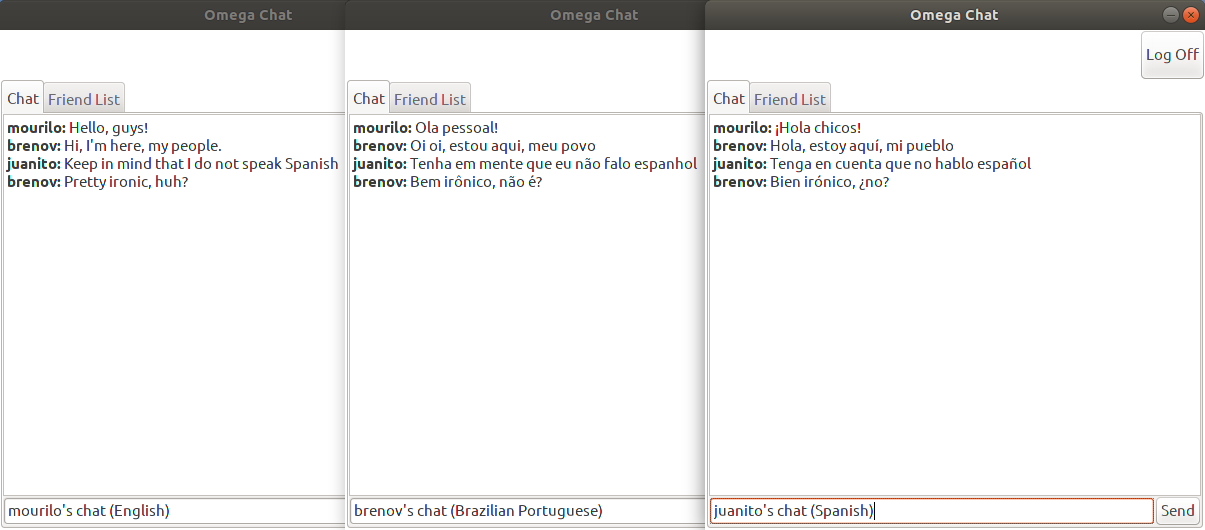 Omega Chat
Chat
Friend List
mourilo: Hello, guys!
brenov: Hi, I'm here, my people.
juanito: Keep in mind that I do not speak Spanish
brenov: Pretty ironic, huh?
mourilo's chat (English)
Omega Chat
Chat
Friend List
mourilo: Ola pessoal!
brenov: Oi oi, estou aqui, meu povo
juanito: Tenha em mente que eu não falo espanhol
brenov: Bem irônico, não é?
brenov's chat (Brazilian Portuguese)
Omega Chat
Log Off
Chat
Friend List
mourilo: ¡Hola chicos!
brenov: Hola, estoy aquí, mi pueblo
juanito: Tenga en cuenta que no hablo español
brenov: Bien irónico, ¿no?
juanito's chat (Spanish)
Send